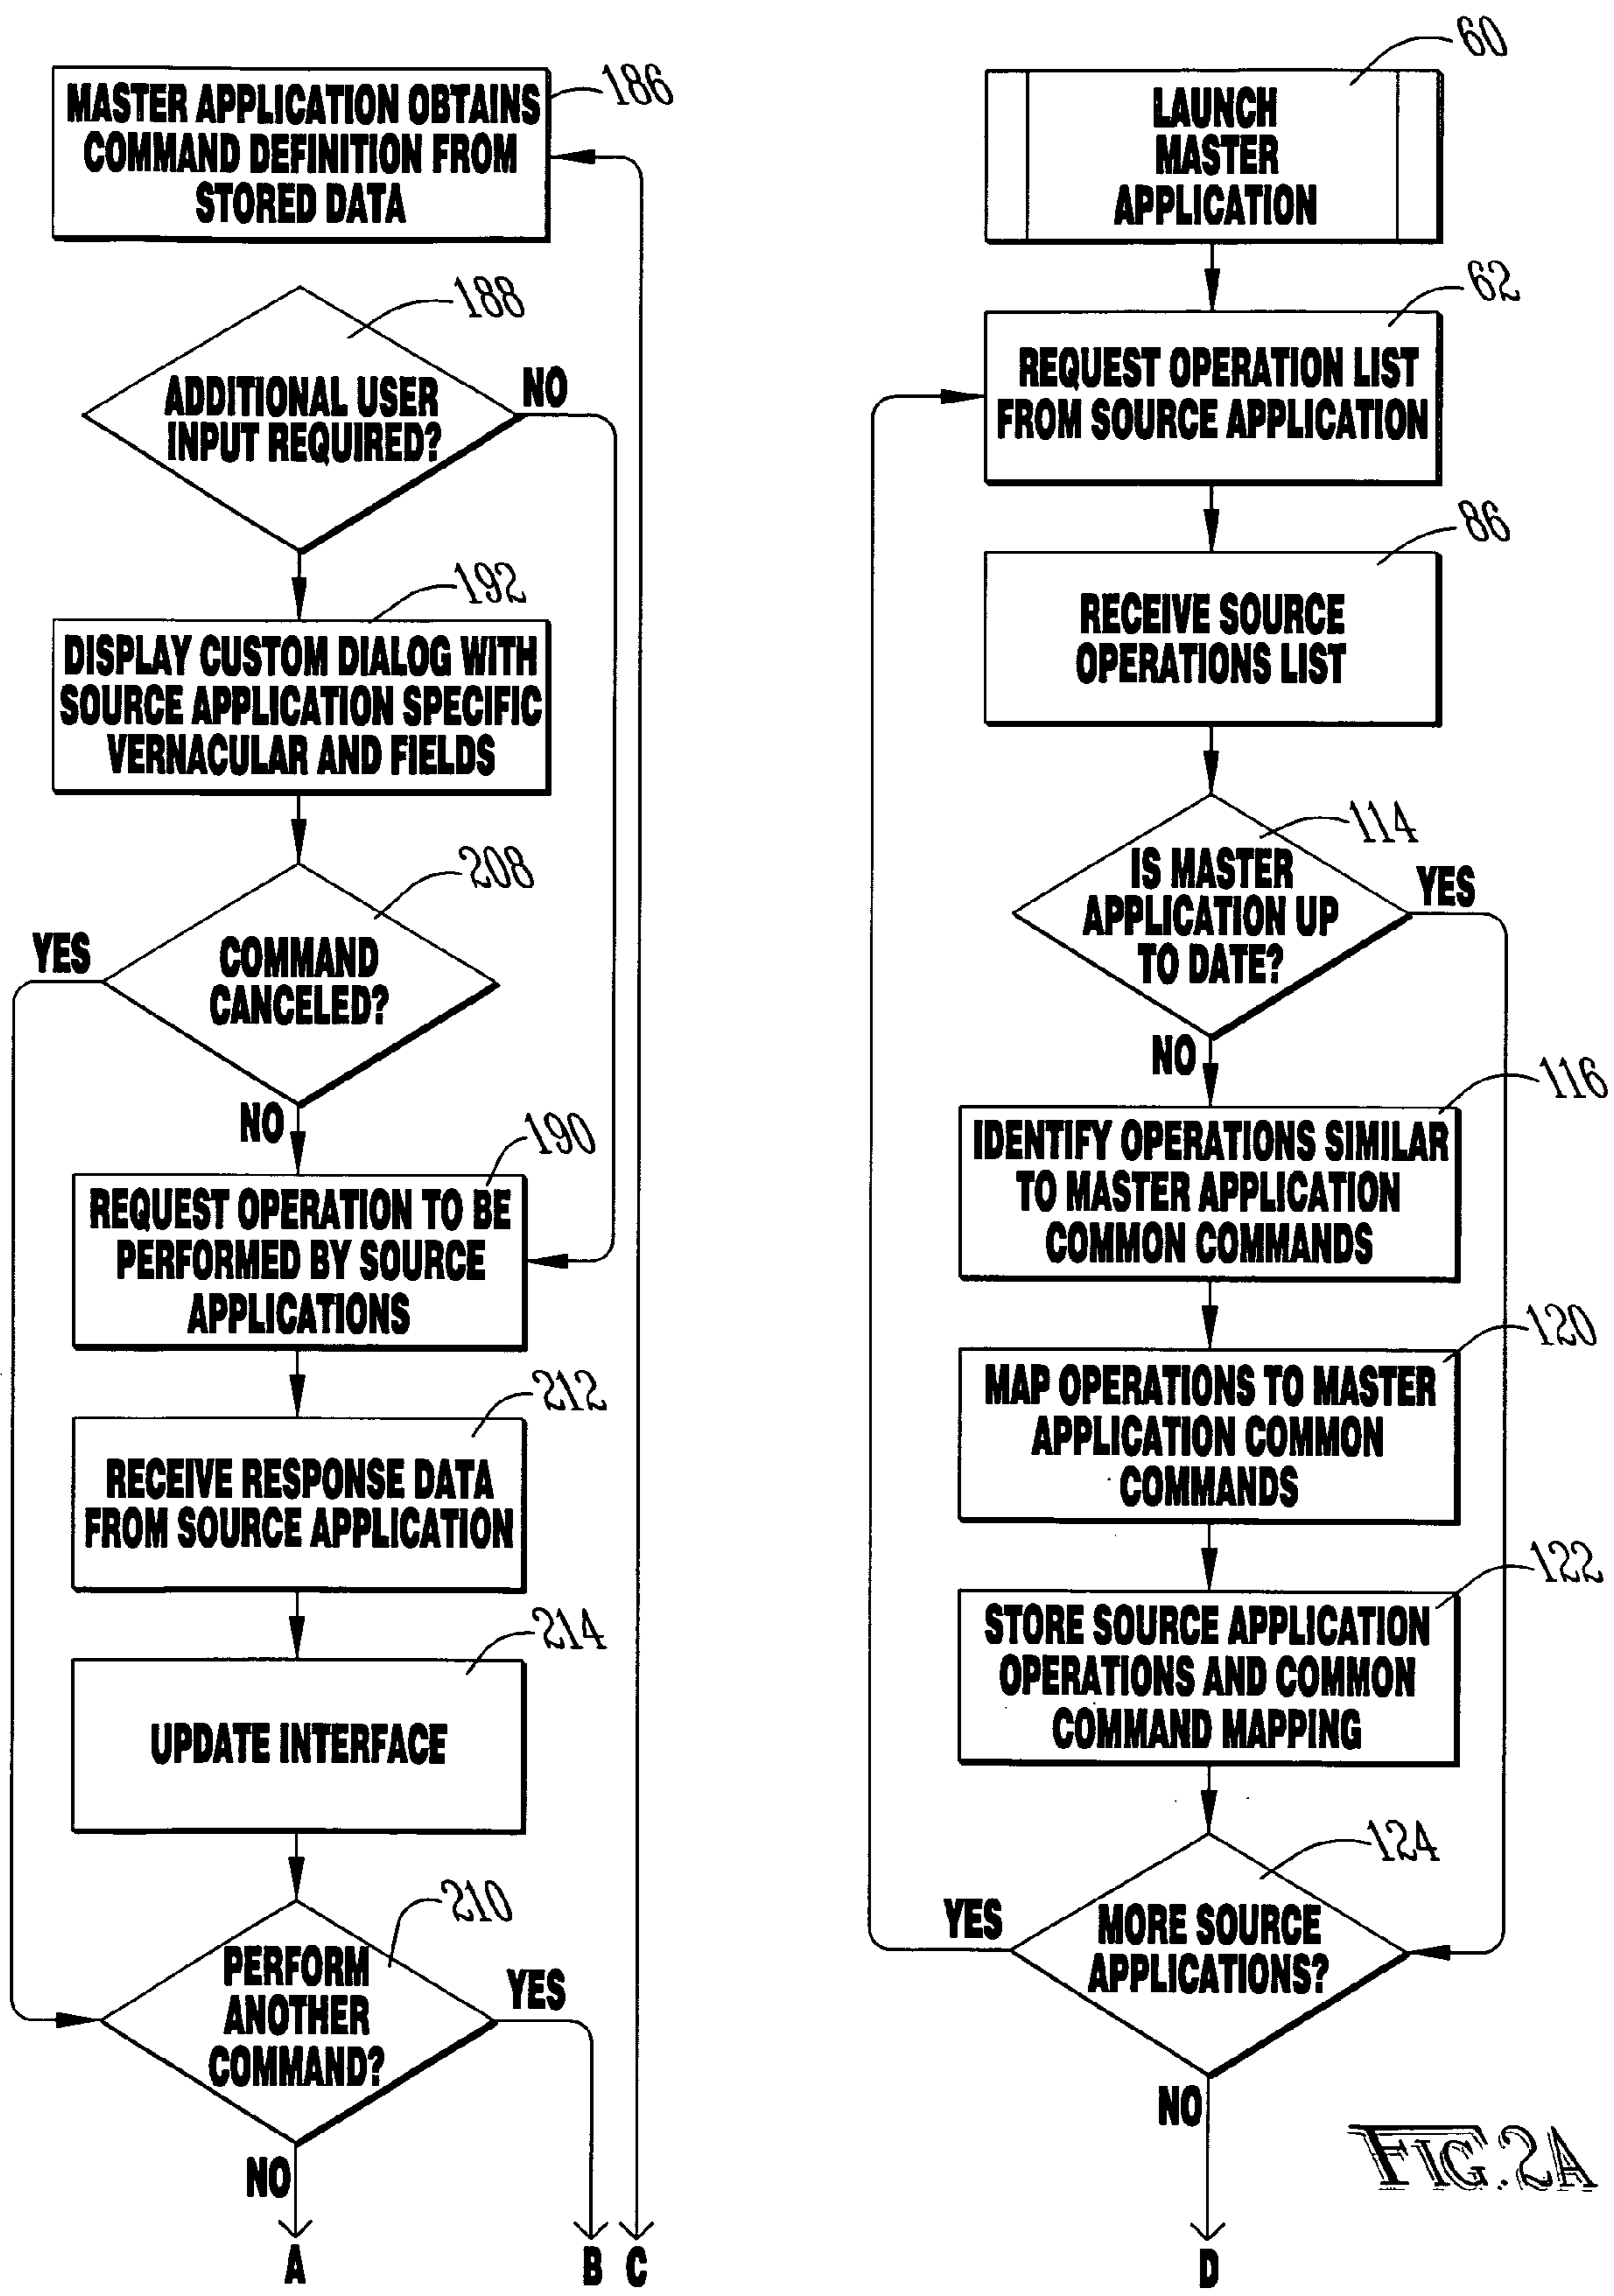 186
MASTER APPLICATION OBTAINS
COMMAND DEFINITION FROM
STORED DATA
188
ADDITIONAL USER
INPUT REQUIRED?
NO
192
DISPLAY CUSTOM DIALOG WITH
SOURCE APPLICATION SPECIFIC
VERNACULAR AND FIELDS
208
YES
COMMAND
CANCELED?
NO
190
REQUEST OPERATION TO BE
PERFORMED BY SOURCE
APPLICATIONS
212
RECEIVE RESPONSE DATA
FROM SOURCE APPLICATION
214
UPDATE INTERFACE
210
PERFORM
ANOTHER
COMMAND?
YES
NO
A
B
C
60
LAUNCH
MASTER
APPLICATION
62
REQUEST OPERATION LIST
FROM SOURCE APPLICATION
86
RECEIVE SOURCE
OPERATIONS LIST
114
IS MASTER
APPLICATION UP
TO DATE?
YES
NO
116
IDENTIFY OPERATIONS SIMILAR
TO MASTER APPLICATION
COMMON COMMANDS
120
MAP OPERATIONS TO MASTER
APPLICATION COMMON
COMMANDS
122
STORE SOURCE APPLICATION
OPERATIONS AND COMMON
COMMAND MAPPING
124
YES
MORE SOURCE
APPLICATIONS?
NO
D
FIG. 2A